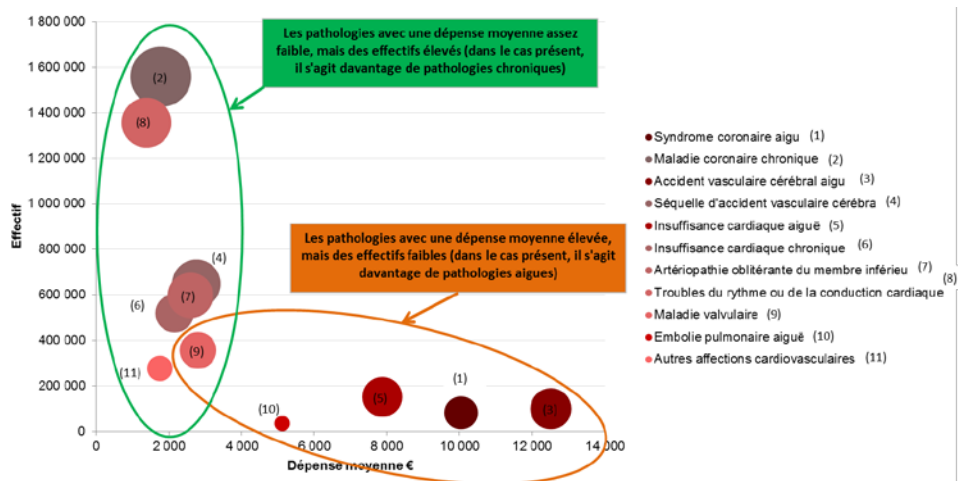 1 800 000
1 600 000
1 400 000
1 200 000
1 000 000
800 000
600 000
400 000
200 000
0
Effectif
0
2 000
4 000
6 000
8 000
10 000
12 000
14 000
Dépense moyenne €
Les pathologies avec une dépense moyenne assez
faible, mais des effectifs élevés (dans le cas présent,
il s'agit davantage de pathologies chroniques)
Les pathologies avec une dépense moyenne élevée,
mais des effectifs faibles (dans le cas présent, il s'agit
davantage de pathologies aigues)
(2)
(8)
(4)
(7)
(6)
(9)
(11)
(10)
(5)
(1)
(3)
Syndrome coronaire aigu (1)
Maladie coronaire chronique (2)
Accident vasculaire cérébral aigu (3)
Séquelle d'accident vasculaire cérébra (4)
Insuffisance cardiaque aiguë (5)
Insuffisance cardiaque chronique (6)
Artériopathie oblitérante du membre inférieu (7)
Troubles du rythme ou de la conduction cardiaque (8)
Maladie valvulaire (9)
Embolie pulmonaire aiguë (10)
Autres affections cardiovasculaires (11)